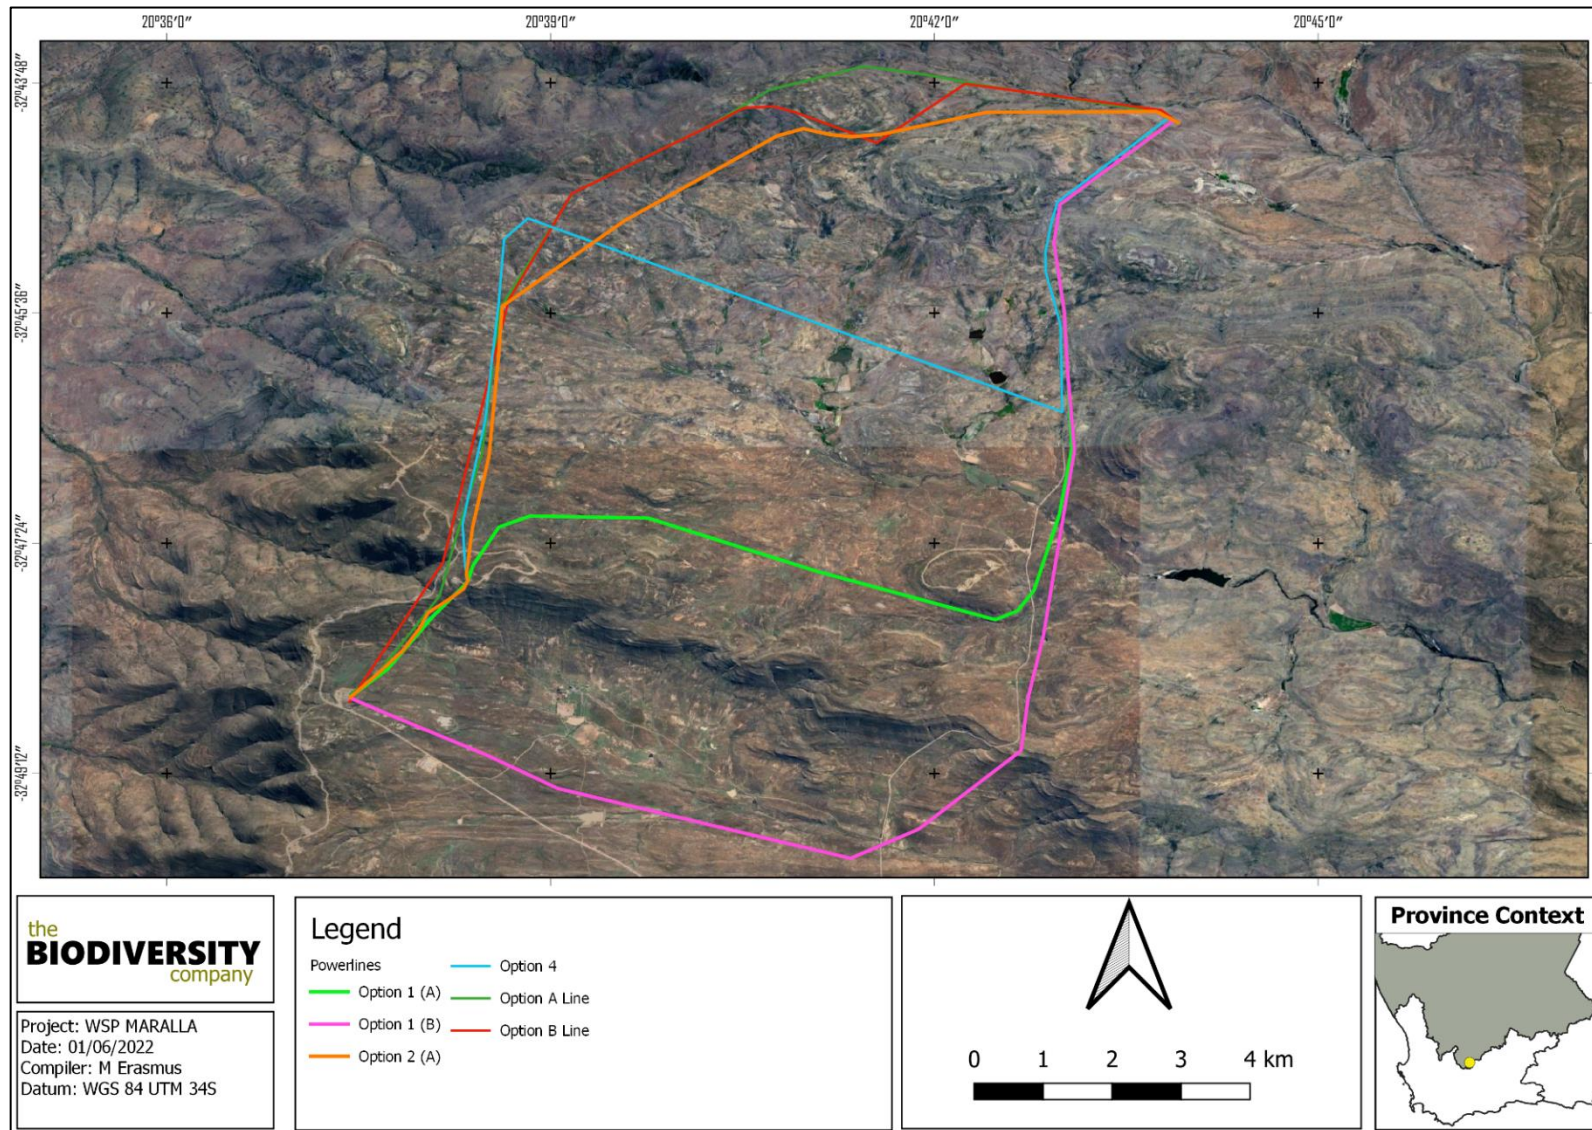 20°36'0"
20°39'0"
20°42'0"
20°45'0"
-32°43'48"
-32°45'36"
-32°47'24"
-32°49'12"
the
BIODIVERSITY
company
Project: WSP MARALLA
Date: 01/06/2022
Compiler: M Erasmus
Datum: WGS 84 UTM 34S
Legend
Powerlines
Option 1 (A)
Option 1 (B)
Option 2 (A)
Option 4
Option A Line
Option B Line
0 1 2 3 4 km
Province Context